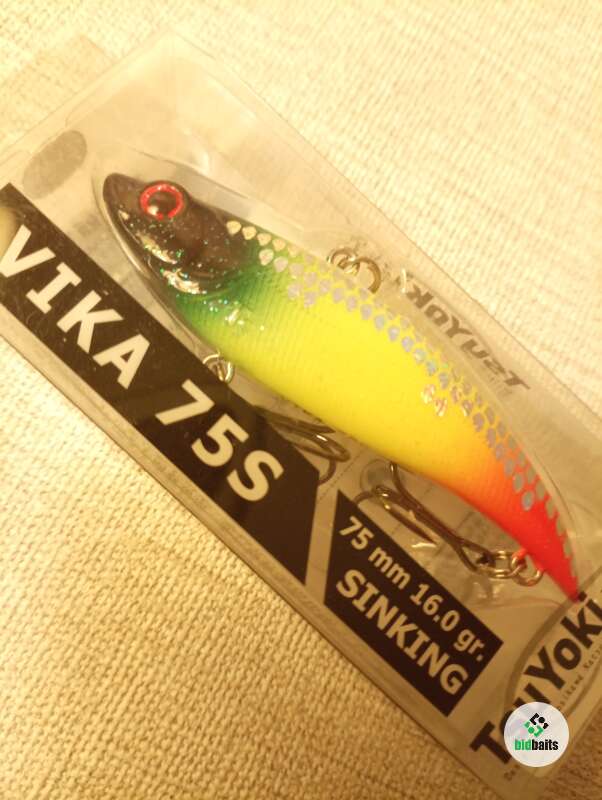 VIKA 75S
75 mm 16.0 gr.
SINKING
TsuYoki
TsuYoki
bidbaits